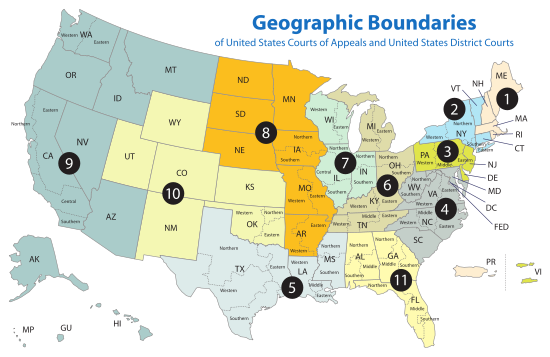 Geographic Boundaries
of United States Courts of Appeals and United States District Courts
WA
Western
Eastern
MT
ND
MN
OR
ID
SD
WI
Western
Eastern
MI
Western
Eastern
VT
NH
ME
1
2
MA
RI
CT
Northern
NY
Western
Southern
Eastern
WY
8
NE
Northern
IA
Southern
3
PA
Western
Middle
Eastern
NJ
DE
MD
DC
FED
Northern
Eastern
CA
NV
9
Central
Southern
UT
CO
10
KS
MO
Western
Eastern
7
IL
Central
Northern
Southern
IN
Northern
Southern
OH
Northern
Southern
6
KY
Western
Eastern
WV
Northern
Southern
VA
Western
Eastern
4
NC
Western
Middle
Eastern
AZ
NM
OK
Western
Northern
Eastern
AR
Western
Eastern
TN
Western
Middle
Eastern
SC
TX
Northern
Eastern
Western
Southern
LA
Western
Middle
Eastern
5
MS
Northern
Southern
AL
Northern
Middle
Southern
GA
Northern
Middle
Southern
11
FL
Northern
Middle
Southern
AK
HI
GU
MP
PR
VI